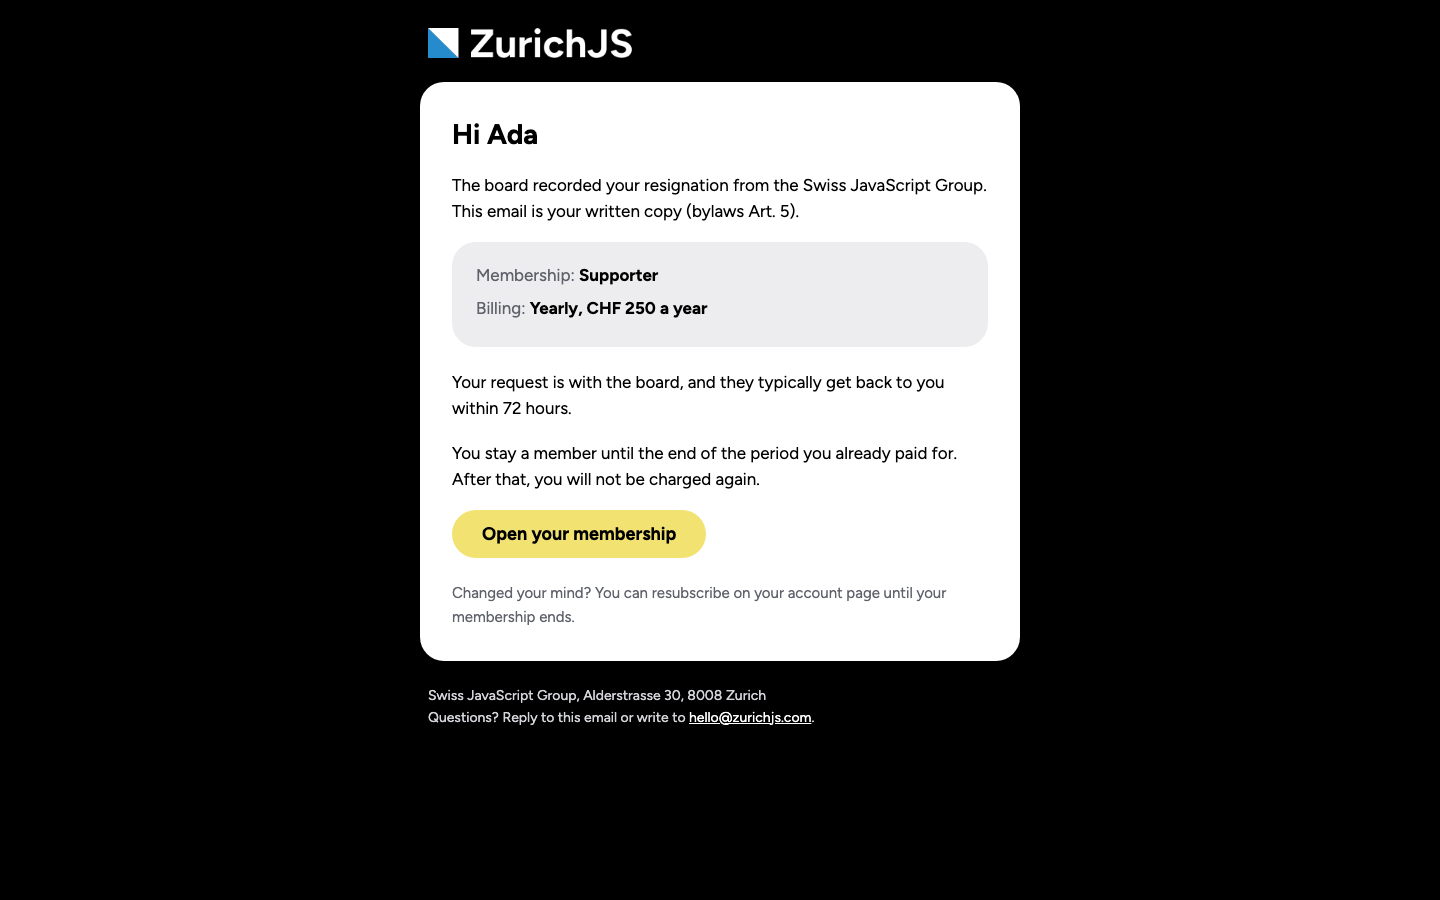 ZurichJS
Hi Ada
The board recorded your resignation from the Swiss JavaScript Group.
This email is your written copy (bylaws Art. 5).
Membership: Supporter
Billing: Yearly, CHF 250 a year
Your request is with the board, and they typically get back to you
within 72 hours.
You stay a member until the end of the period you already paid for.
After that, you will not be charged again.
Open your membership
Changed your mind? You can resubscribe on your account page until your
membership ends.
Swiss JavaScript Group, Alderstrasse 30, 8008 Zurich
Questions? Reply to this email or write to hello@zurichjs.com.